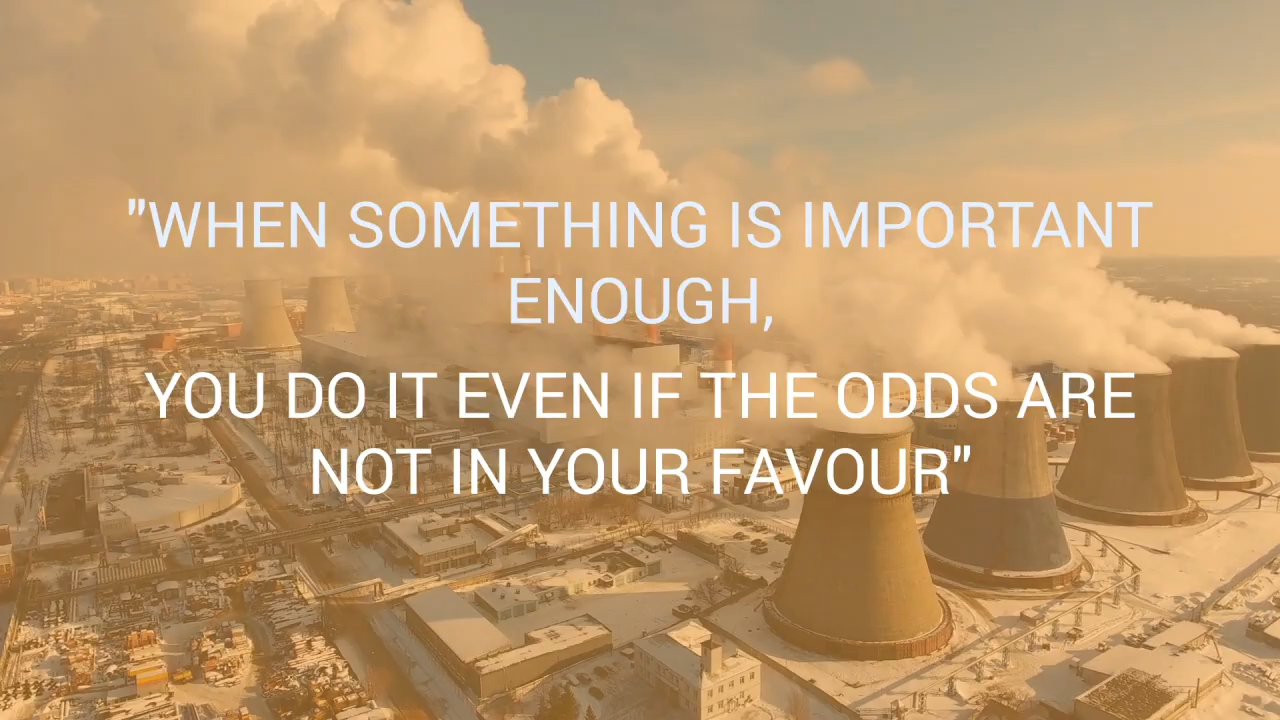 "WHEN SOMETHING IS IMPORTANT
ENOUGH,
YOU DO IT EVEN IF THE ODDS ARE
NOT IN YOUR FAVOUR"